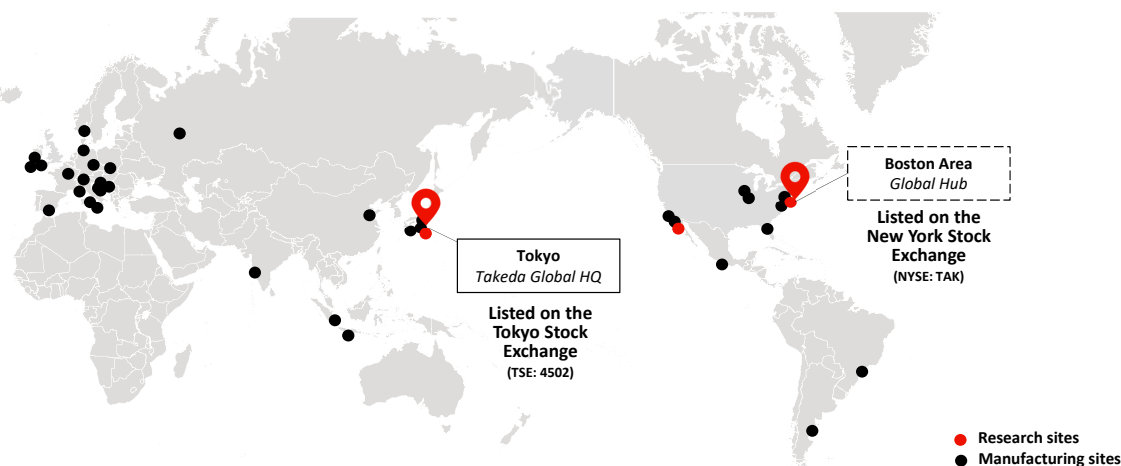 Boston Area
Global Hub
Listed on the
New York Stock
Exchange
(NYSE: TAK)
Tokyo
Takeda Global HQ
Listed on the
Tokyo Stock
Exchange
(TSE: 4502)
Research sites
Manufacturing sites